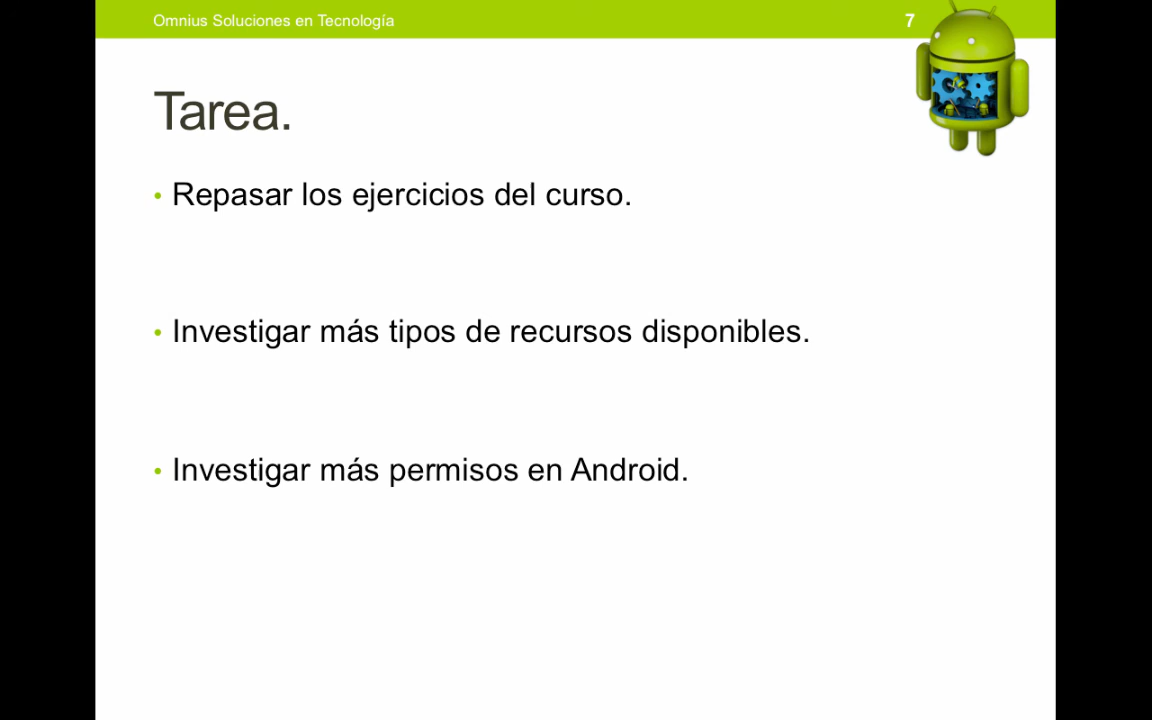 Omnius Soluciones en Tecnología
7
Tarea.
• Repasar los ejercicios del curso.
• Investigar más tipos de recursos disponibles.
• Investigar más permisos en Android.